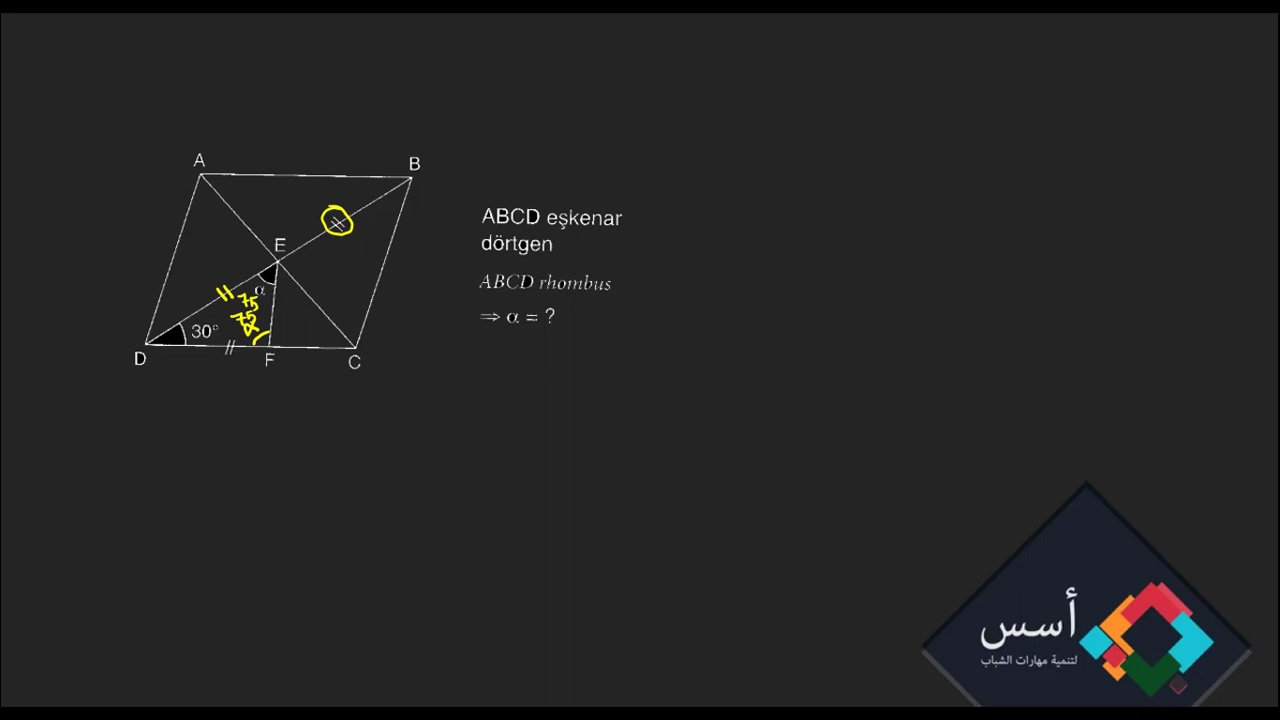 A
B
E
α
75
75
α
30°
D
F
C
ABCD eşkenar
dörtgen
ABCD rhombus
⇒ α = ?
أسس
لتنمية مهارات الشباب